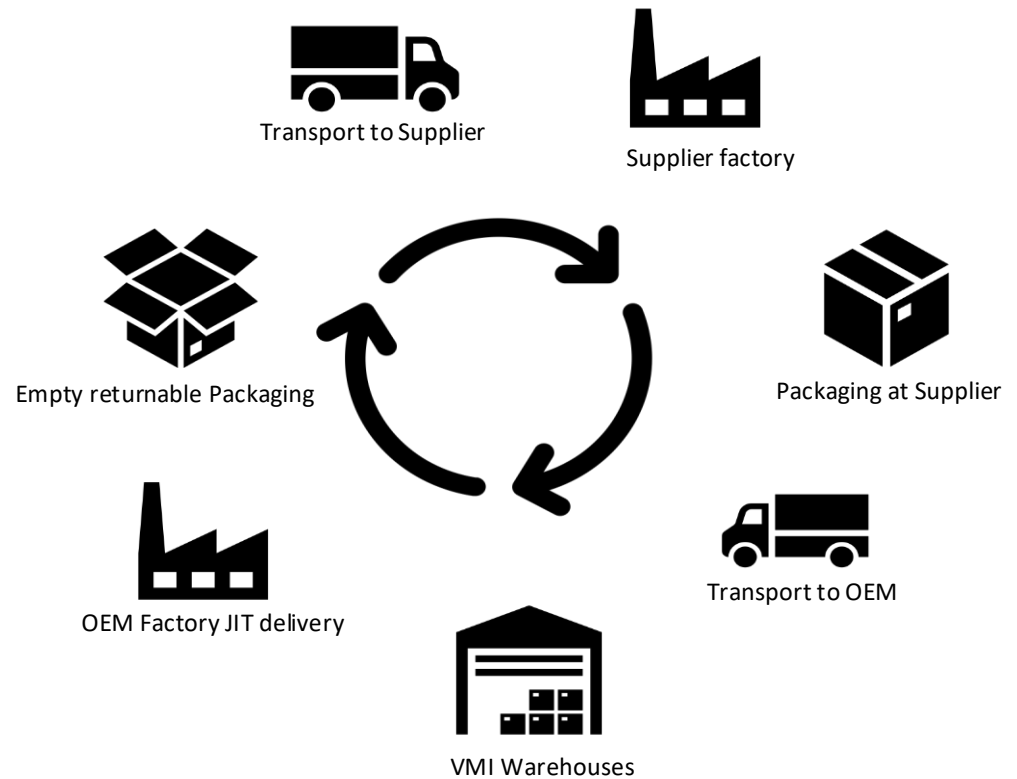 Transport to Supplier
Supplier factory
Empty returnable Packaging
Packaging at Supplier
Transport to OEM
OEM Factory JIT delivery
VMI Warehouses